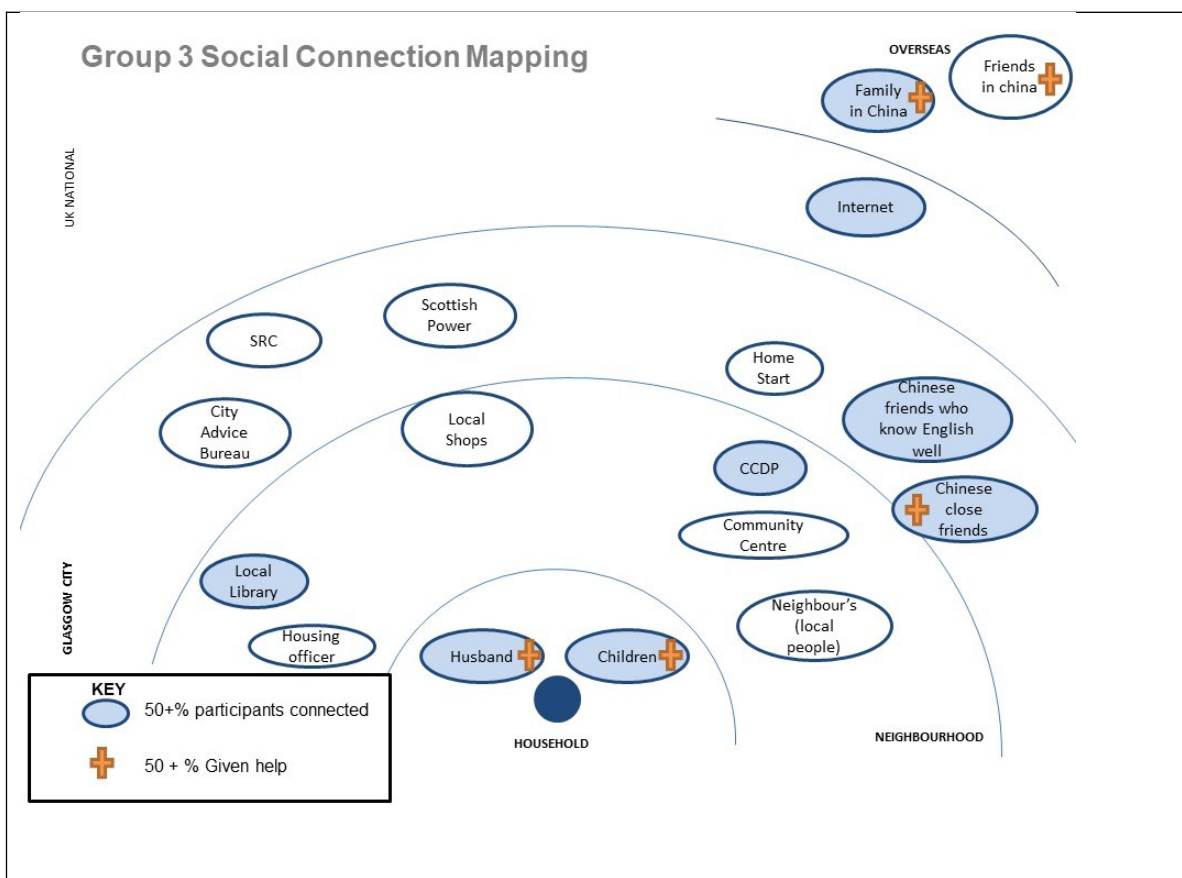 Group 3 Social Connection Mapping
OVERSEAS
Friends
in china
Family
in China
UK NATIONAL
Internet
Scottish
Power
SRC
Home
Start
Chinese
friends who
know English
well
City
Advice
Bureau
Local
Shops
CCDP
Chinese
close
friends
Community
Centre
Local
Library
GLASGOW CITY
Neighbour’s
(local
people)
Housing
officer
Husband
Children
KEY
50+% participants connected
50 + % Given help
HOUSEHOLD
NEIGHBOURHOOD